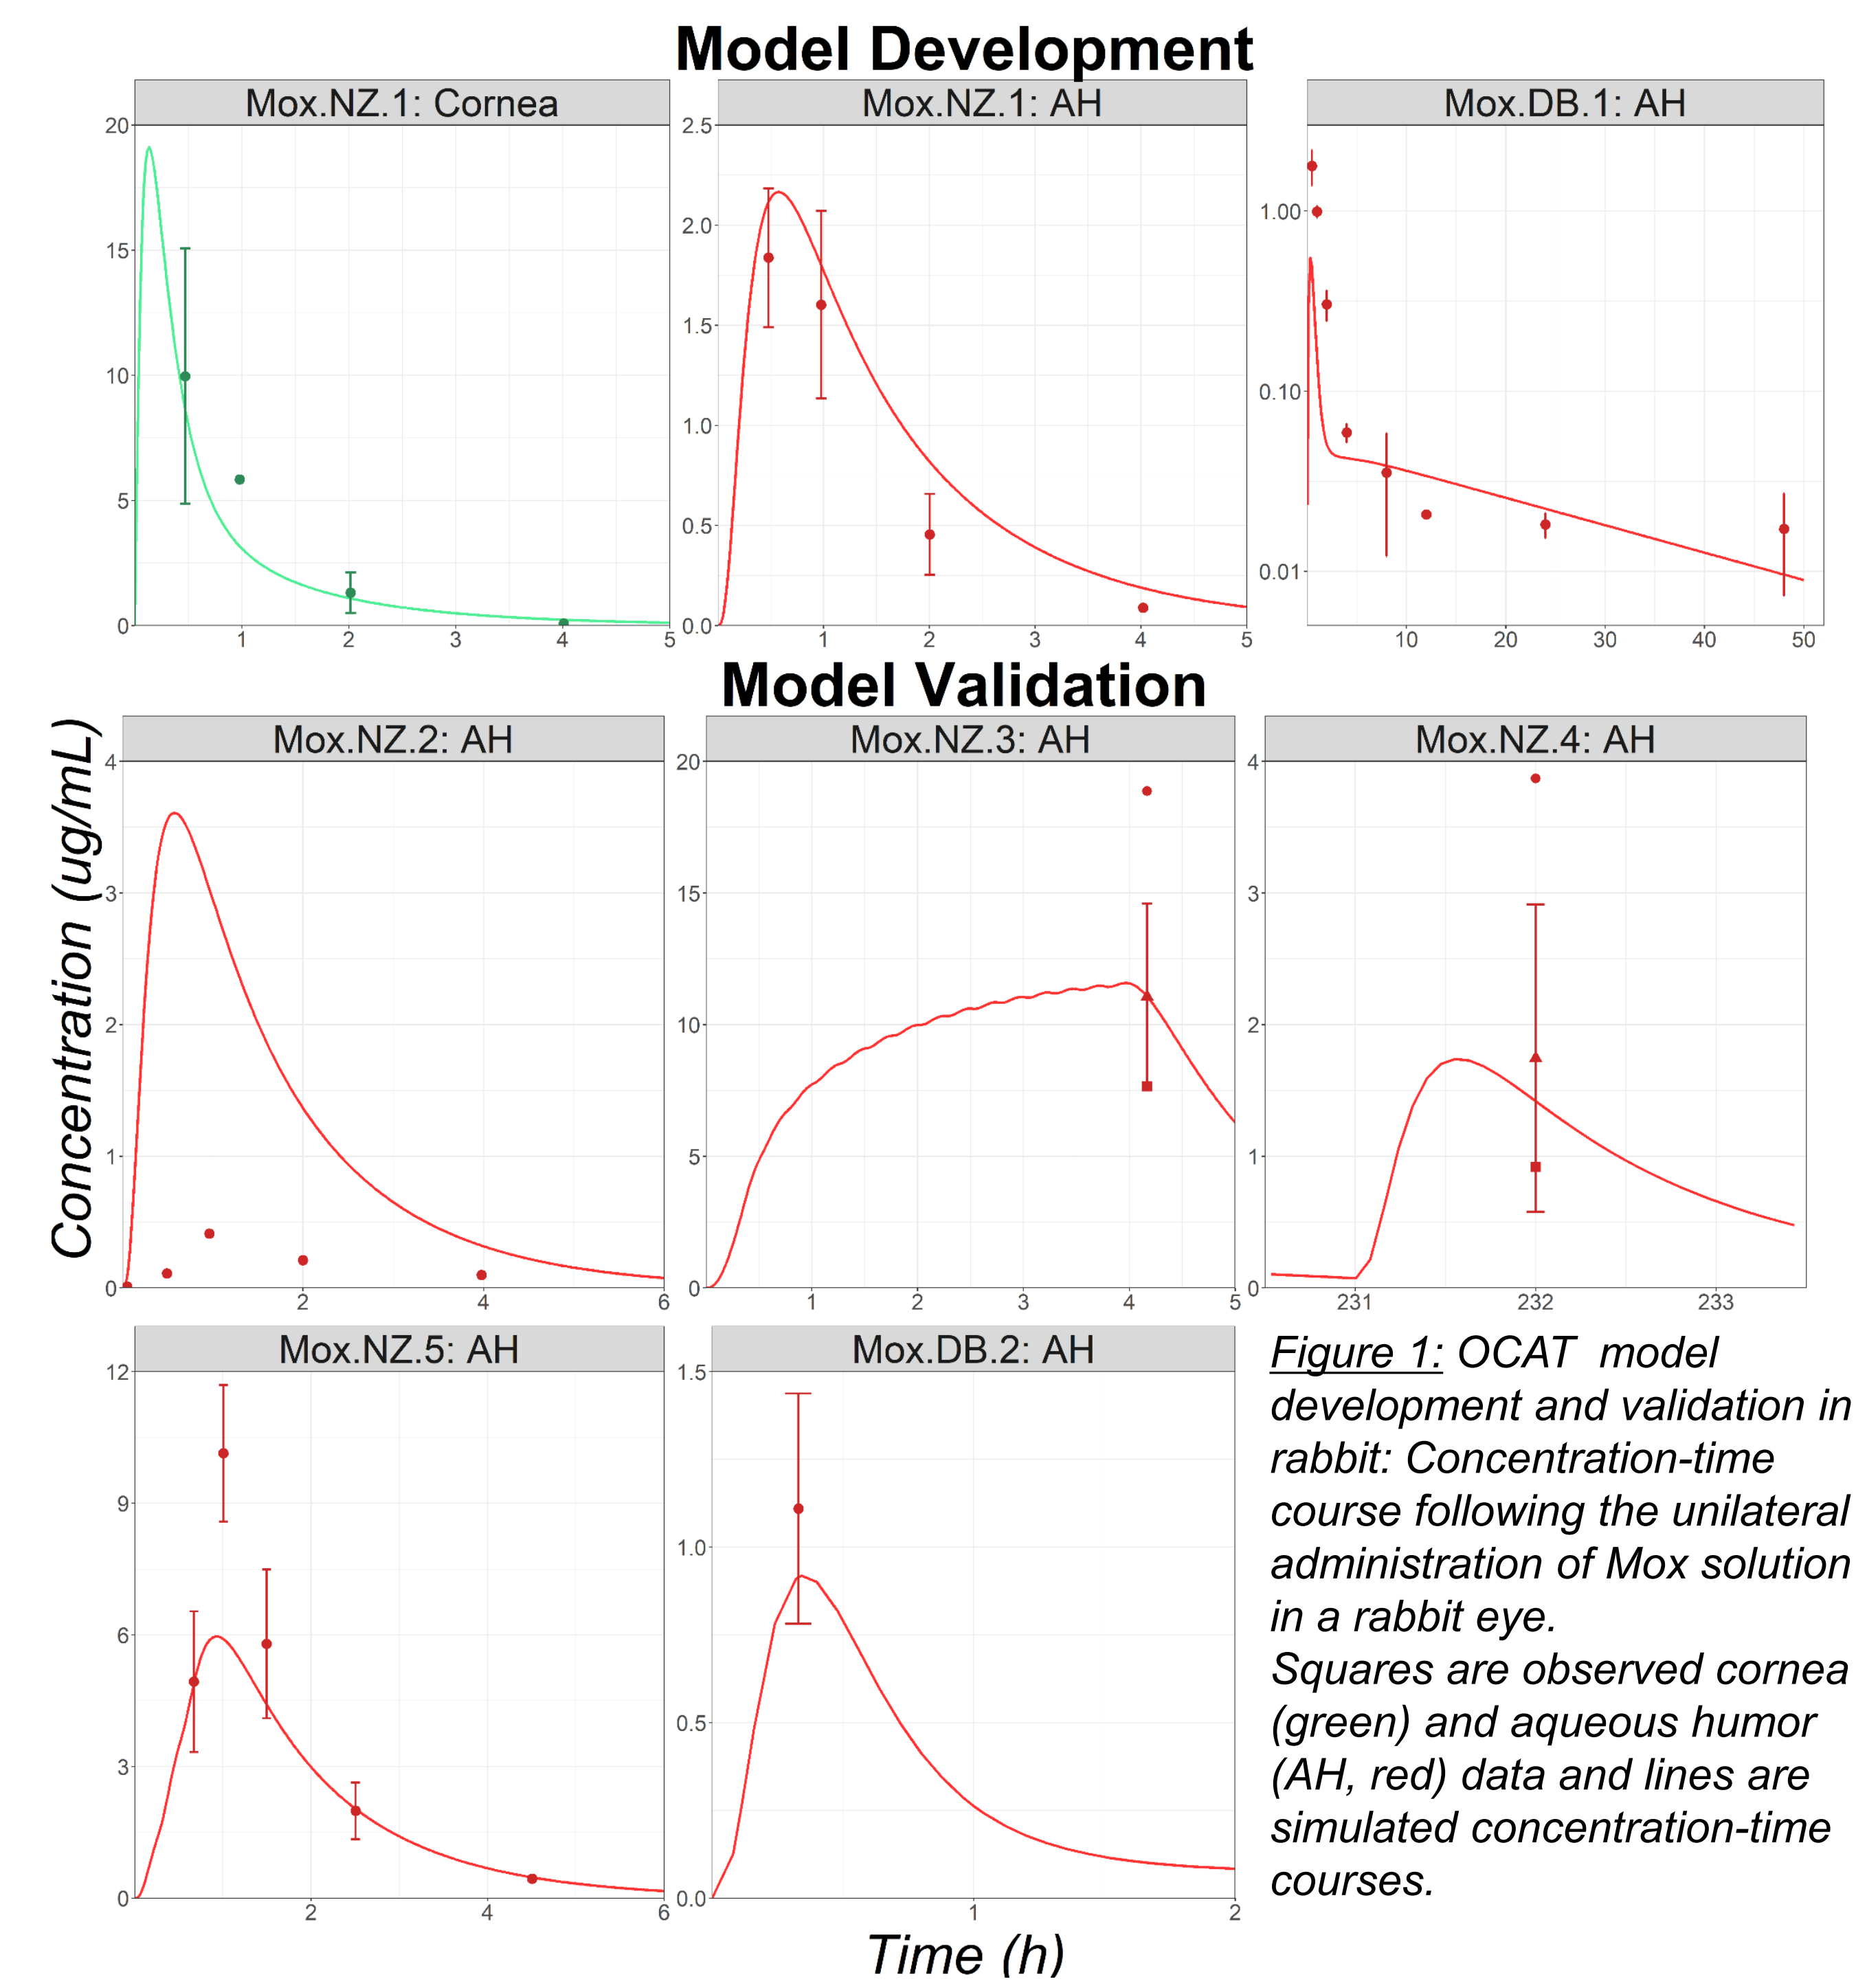 Model Development
Mox.NZ.1: Cornea
Mox.NZ.1: AH
Mox.DB.1: AH
20
15
10
5
0
1 2 3 4 5
2.5
2.0
1.5
1.0
0.5
0.0
1 2 3 4 5
1.00
0.10
0.01
10 20 30 40 50
Model Validation
Concentration (ug/mL)
Mox.NZ.2: AH
Mox.NZ.3: AH
Mox.NZ.4: AH
4
3
2
1
0
2 4 6
20
15
10
5
0
1 2 3 4 5
4
3
2
1
0
231 232 233
Mox.NZ.5: AH
Mox.DB.2: AH
12
9
6
3
0
2 4 6
1.5
1.0
0.5
0.0
1 2
Time (h)
Figure 1: OCAT model
development and validation in
rabbit: Concentration-time
course following the unilateral
administration of Mox solution
in a rabbit eye.
Squares are observed cornea
(green) and aqueous humor
(AH, red) data and lines are
simulated concentration-time
courses.